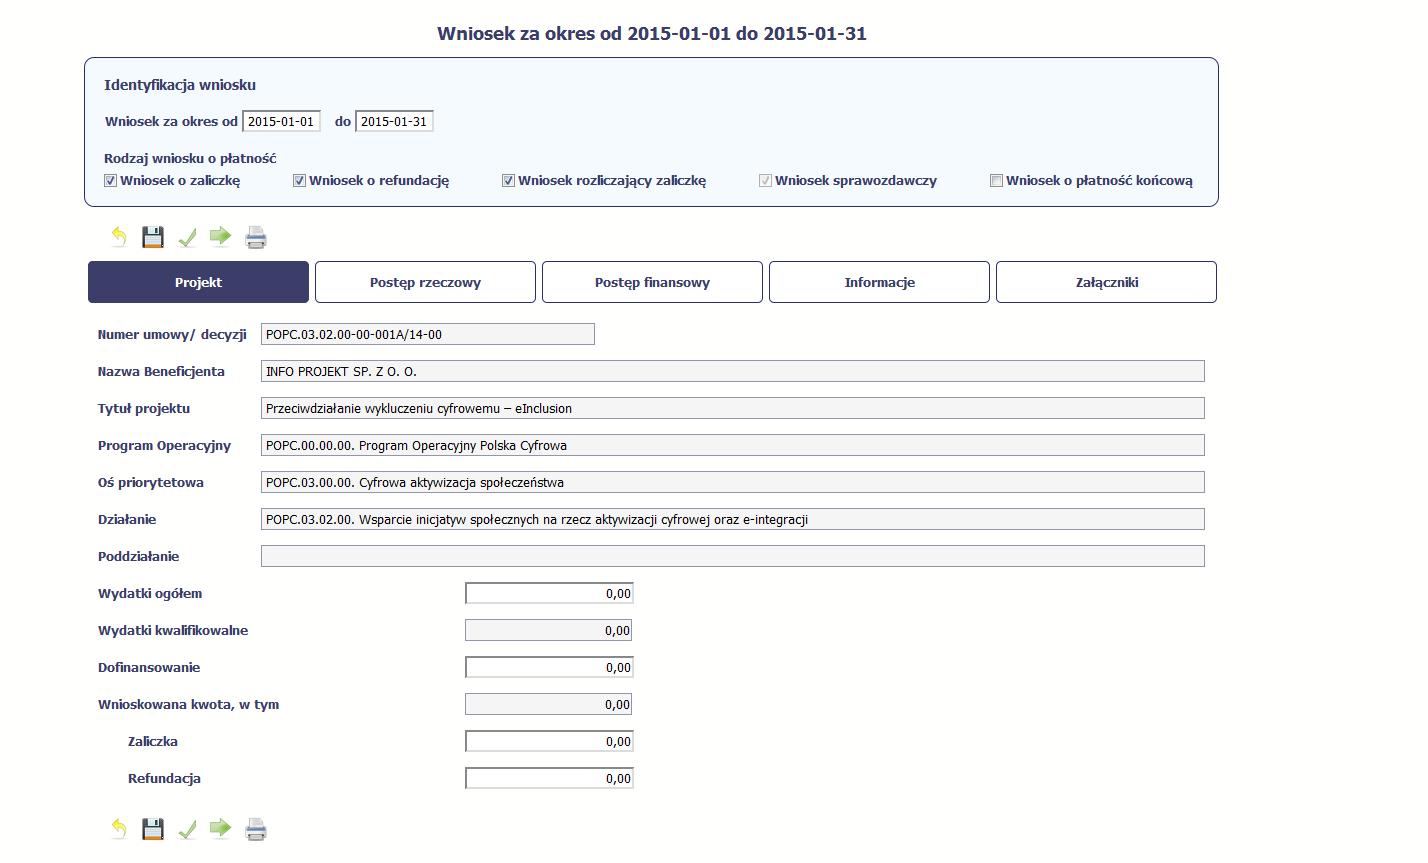 Wniosek za okres od 2015-01-01 do 2015-01-31
Identyfikacja wniosku
Wniosek za okres od 2015-01-01 do 2015-01-31
Rodzaj wniosku o płatność
Wniosek o zaliczkę Wniosek o refundację Wniosek rozliczający zaliczkę Wniosek sprawozdawczy Wniosek o płatność końcową
Projekt Postęp rzeczowy Postęp finansowy Informacje Załączniki
Numer umowy/ decyzji POPC.03.02.00-00-001A/14-00
Nazwa Beneficjenta INFO PROJEKT SP. Z O. O.
Tytuł projektu Przeciwdziałanie wykluczeniu cyfrowemu – eInclusion
Program Operacyjny POPC.00.00.00. Program Operacyjny Polska Cyfrowa
Oś priorytetowa POPC.03.00.00. Cyfrowa aktywizacja społeczeństwa
Działanie POPC.03.02.00. Wsparcie inicjatyw społecznych na rzecz aktywizacji cyfrowej oraz e-integracji
Poddziałanie
Wydatki ogółem 0,00
Wydatki kwalifikowalne 0,00
Dofinansowanie 0,00
Wnioskowana kwota, w tym 0,00
Zaliczka 0,00
Refundacja 0,00